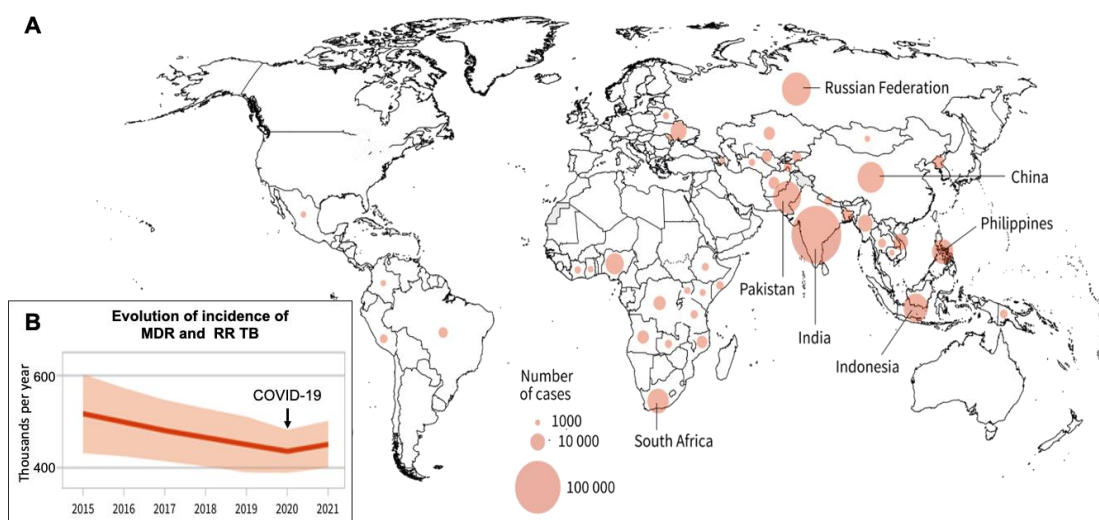 A
Russian Federation
China
Philippines
Pakistan
India
Indonesia
South Africa
Number
of cases
1000
10 000
100 000
B
Evolution of incidence of
MDR and RR TB
Thousands per year
600
400
COVID-19
2015 2016 2017 2018 2019 2020 2021